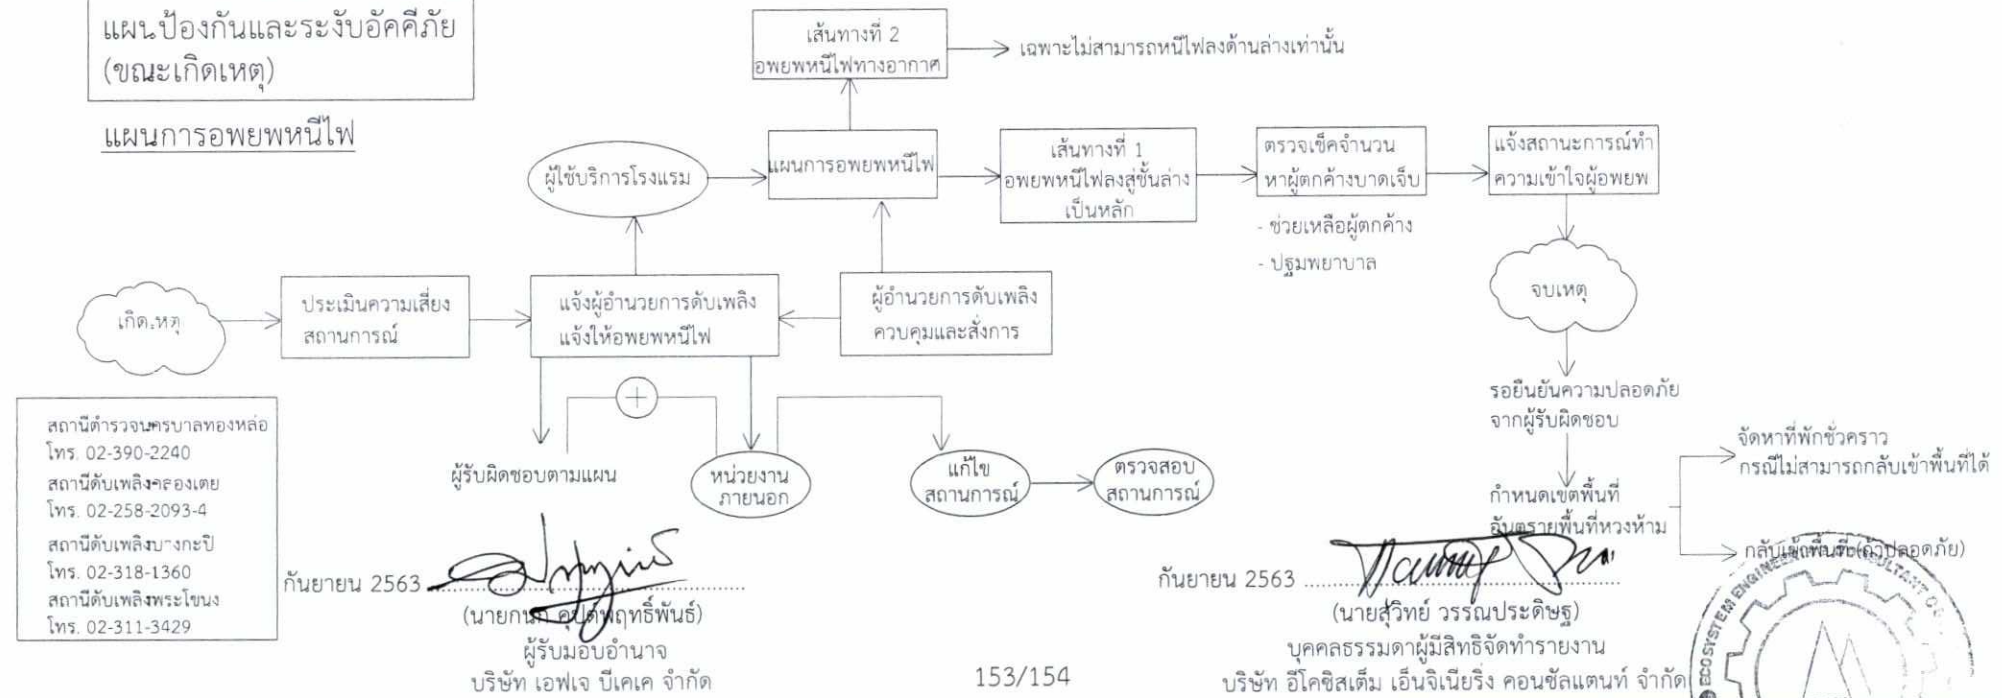 แผนป้องกันและระงับอัคคีภัย
(ขณะเกิดเหตุ)
แผนการอพยพหนีไฟ
เส้นทางที่ 2
อพยพหนีไฟทางอากาศ
เฉพาะไม่สามารถหนีไฟลงด้านล่างเท่านั้น
ผู้ใช้บริการโรงแรม
แผนการอพยพหนีไฟ
เส้นทางที่ 1
อพยพหนีไฟลงสู่ชั้นล่าง
เป็นหลัก
ตรวจเช็คจำนวน
หาผู้ตกค้างบาดเจ็บ
- ช่วยเหลือผู้ตกค้าง
- ปฐมพยาบาล
แจ้งสถานะการณ์ทำ
ความเข้าใจผู้อพยพ
เกิดเหตุ
ประเมินความเสี่ยง
สถานการณ์
แจ้งผู้อำนวยการดับเพลิง
แจ้งให้อพยพหนีไฟ
ผู้อำนวยการดับเพลิง
ควบคุมและสั่งการ
จบเหตุ
รอยืนยันความปลอดภัย
จากผู้รับผิดชอบ
กำหนดเขตพื้นที่
อันตรายพื้นที่หวงห้าม
จัดหาที่พักชั่วคราว
กรณีไม่สามารถกลับเข้าพื้นที่ได้
กลับเข้าพื้นที่ (ถ้าปลอดภัย)
ผู้รับผิดชอบตามแผน
หน่วยงาน
ภายนอก
แก้ไข
สถานการณ์
ตรวจสอบ
สถานการณ์
สถานีตำรวจนครบาลทองหล่อ
โทร. 02-390-2240
สถานีดับเพลิงคลองเตย
โทร. 02-258-2093-4
สถานีดับเพลิงบางกะปิ
โทร. 02-318-1360
สถานีดับเพลิงพระโขนง
โทร. 02-311-3429
กันยายน 2563
(นายกนก
ผู้รับมอบอำนาจ
บริษัท เอฟเจ บีเคเค จำกัด
153/154
กันยายน 2563
(นายสุวิทย์ วรรณประดิษฐ)
บุคคลธรรมดาผู้มีสิทธิจัดทำรายงาน
บริษัท อีโคซิสเต็ม เอ็นจิเนียริ่ง คอนซัลแตนท์ จำกัด
ECOSYSTEM